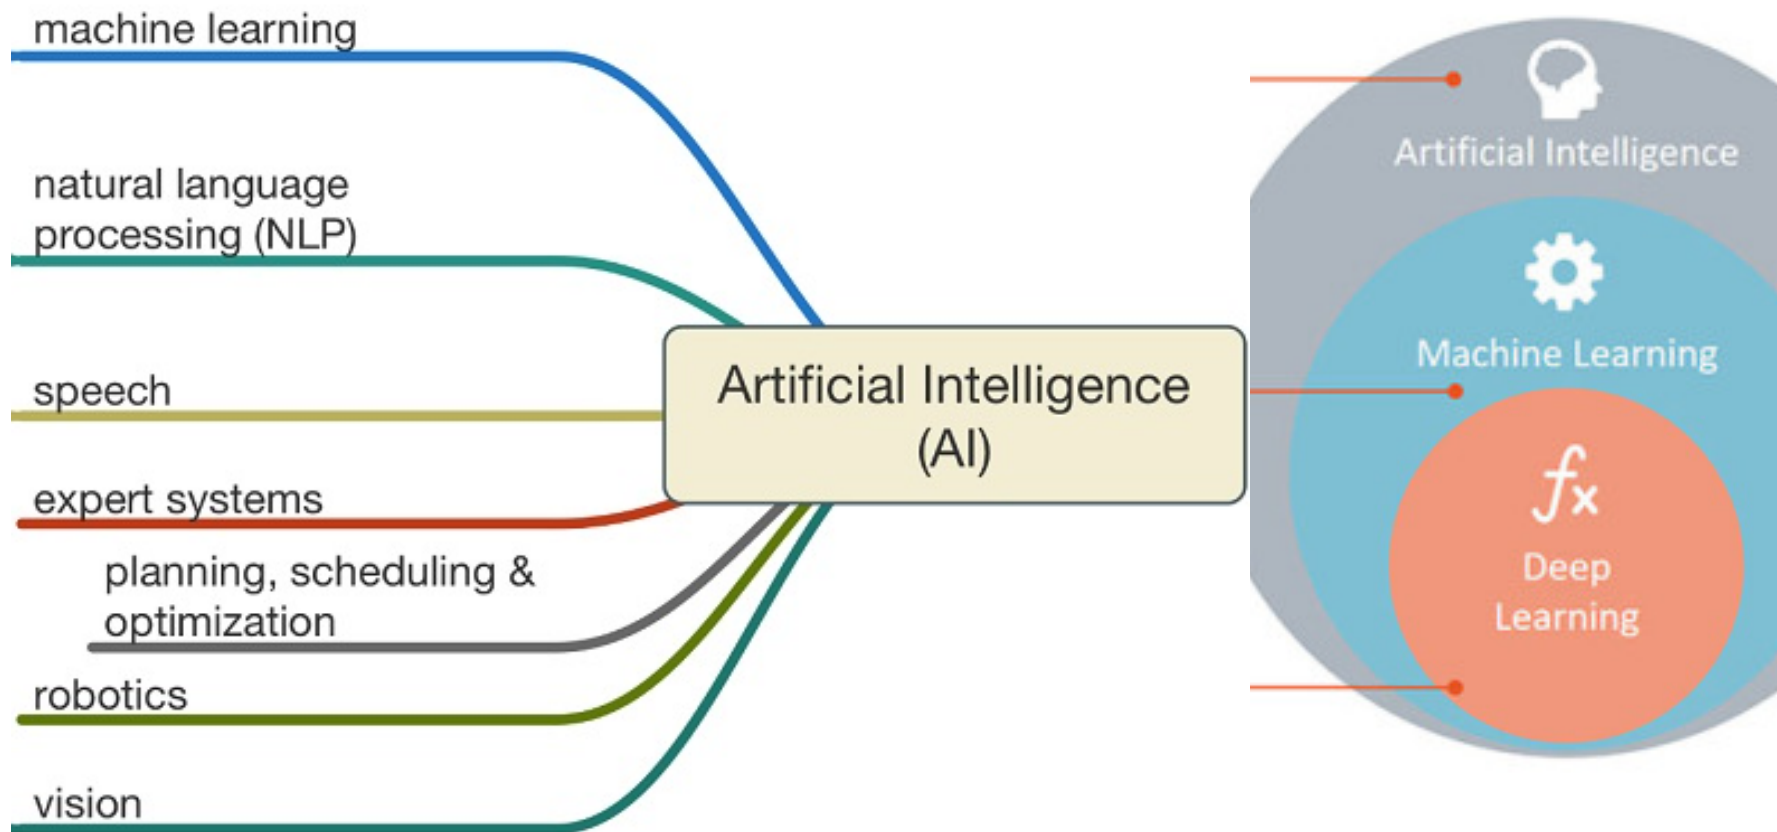 machine learning
natural language
processing (NLP)
speech
expert systems
planning, scheduling &
optimization
robotics
vision
Artificial Intelligence
(AI)
Artificial Intelligence
Machine Learning
fx
Deep
Learning